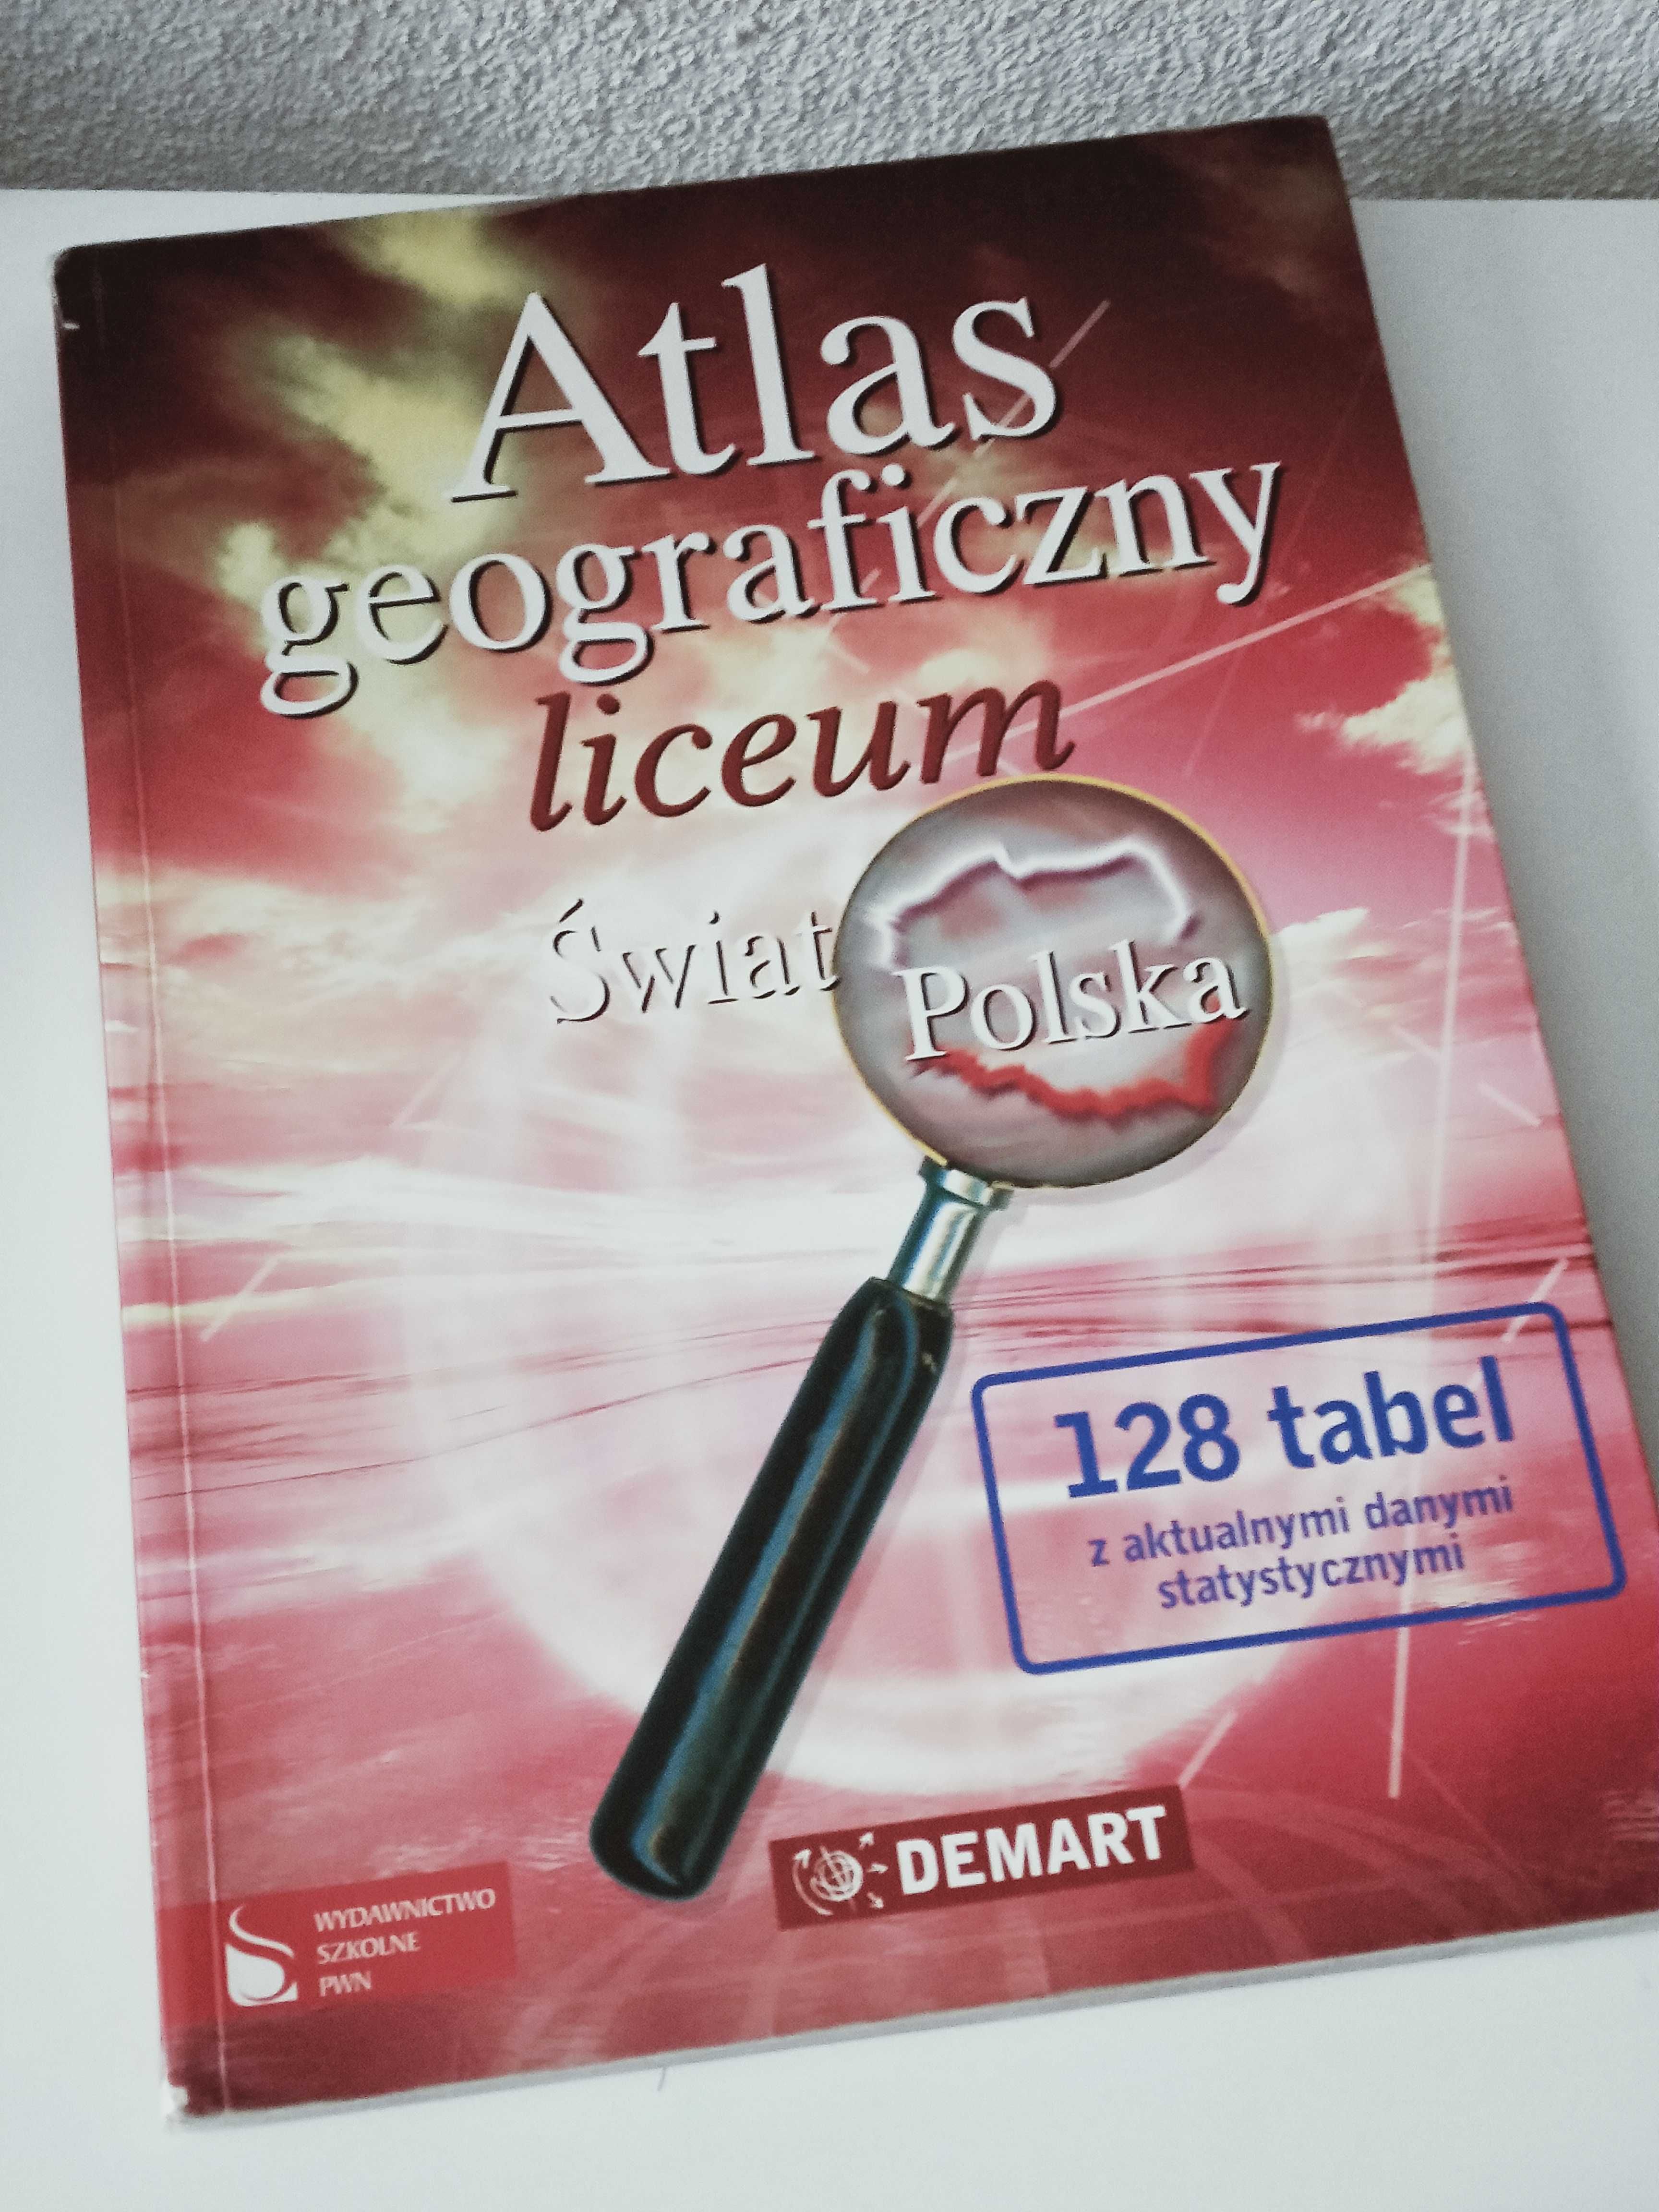 Atlas
geograficzny
liceum
Świat
Polska
128 tabel
z aktualnymi danymi
statystycznymi
DEMART
WYDAWNICTWO
SZKOLNE
PWN